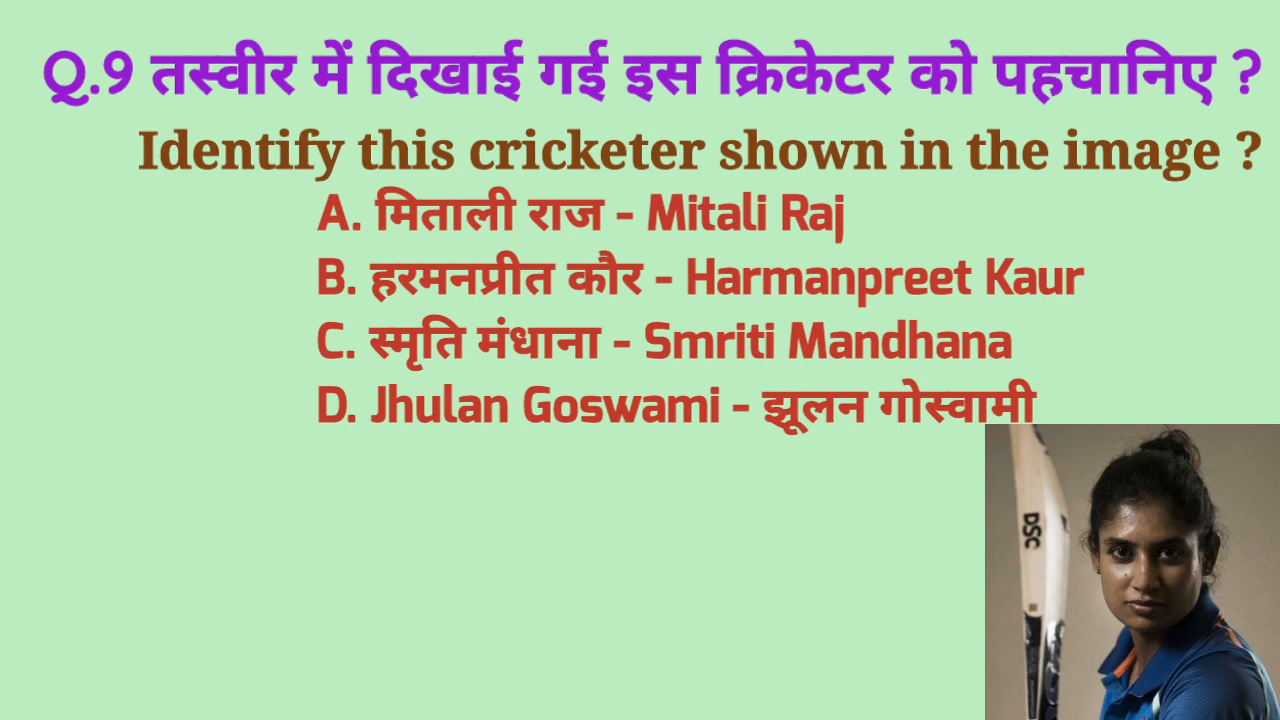 Q.9 तस्वीर में दिखाई गई इस क्रिकेटर को पहचानिए ?
Identify this cricketer shown in the image ?
A. मिताली राज - Mitali Raj
B. हरमनप्रीत कौर - Harmanpreet Kaur
C. स्मृति मंधाना - Smriti Mandhana
D. Jhulan Goswami - झूलन गोस्वामी
DSC